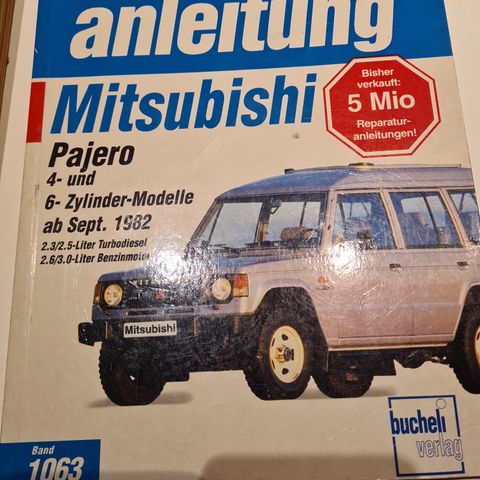 anleitung
Mitsubishi
Bisher
verkauft:
5 Mio
Reparatur-
anleitungen!
Pajero
4- und
6- Zylinder-Modelle
ab Sept. 1982
2.3/2.5-Liter Turbodiesel
2.6/3.0-Liter Benzinmotor
Mitsubishi
Band
1063
bucheli
verlag